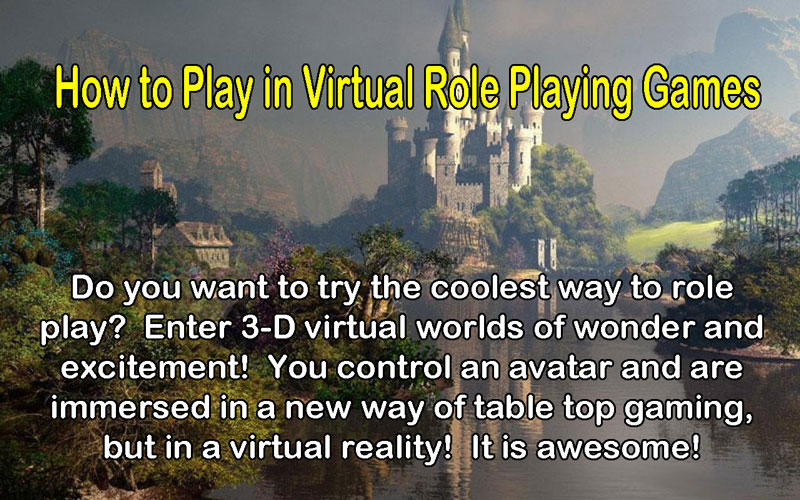 How to Play in Virtual Role Playing Games
Do you want to try the coolest way to role
play?  Enter 3-D virtual worlds of wonder and
excitement!  You control an avatar and are
immersed in a new way of table top gaming,
but in a virtual reality!  It is awesome!